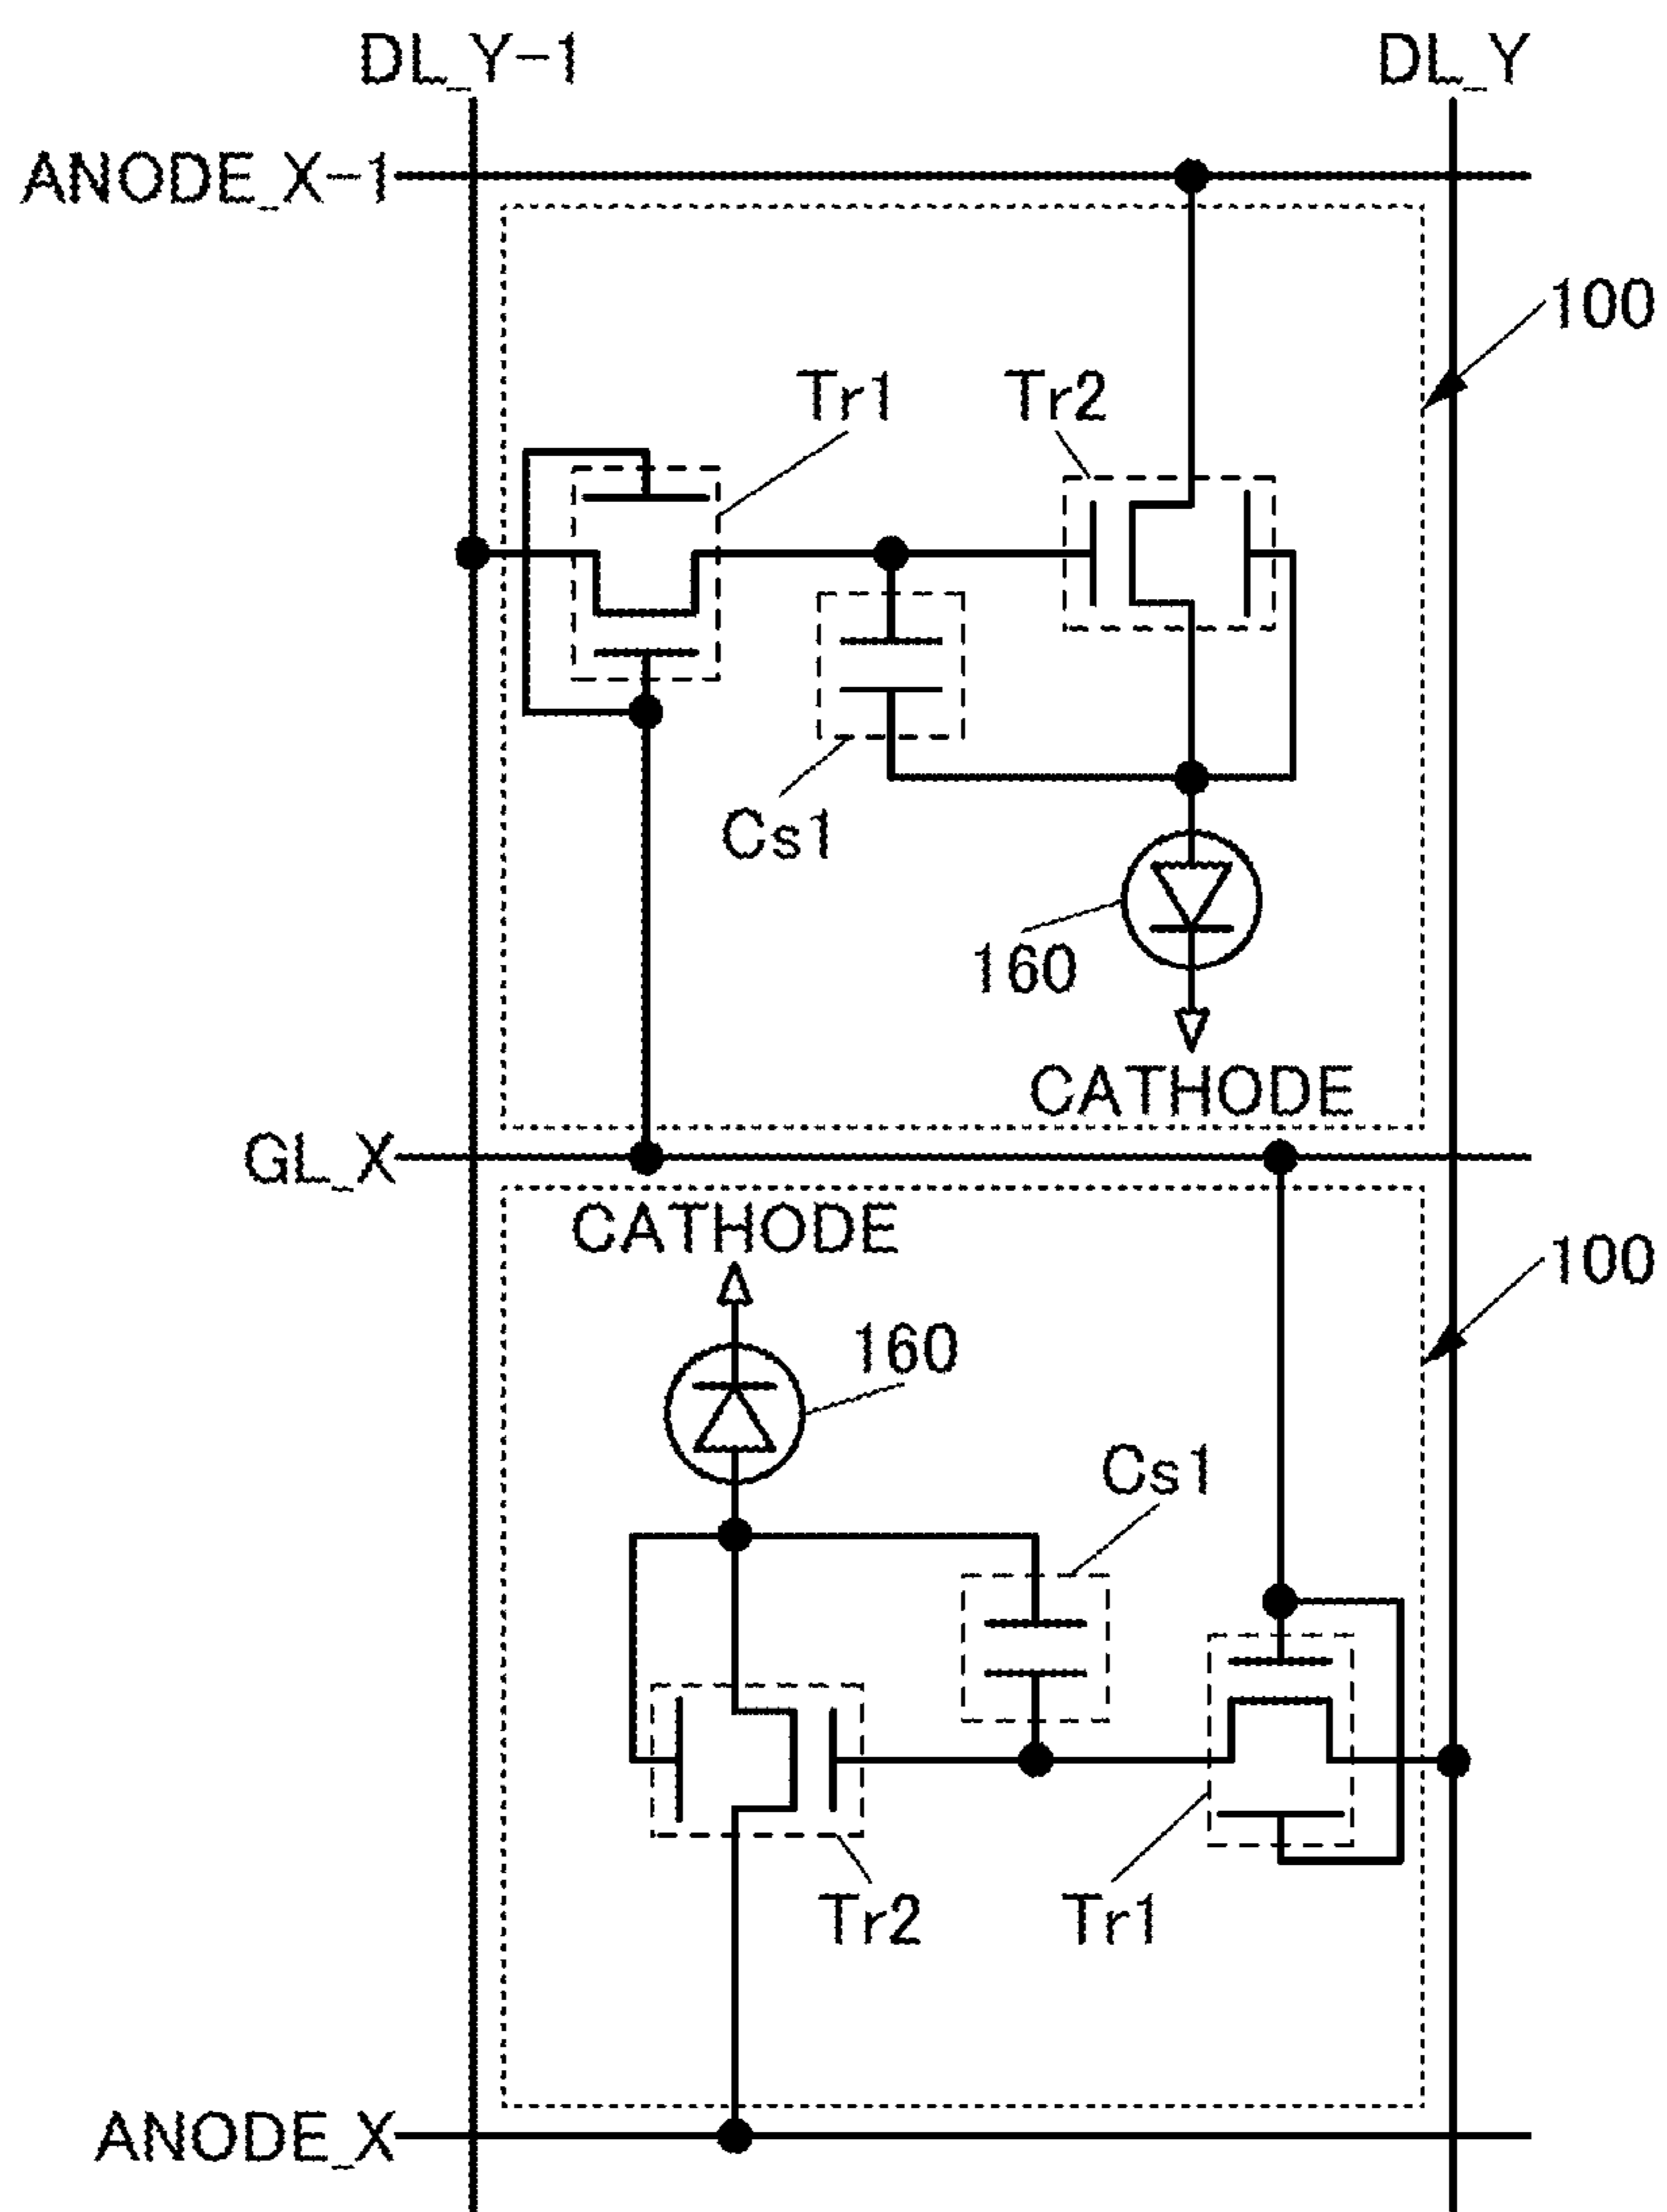 DL_Y-1
DL_Y
ANODE_X-1
100
Tr1
Tr2
Cs1
160
CATHODE
GL_X
CATHODE
100
160
Cs1
Tr2
Tr1
ANODE_X